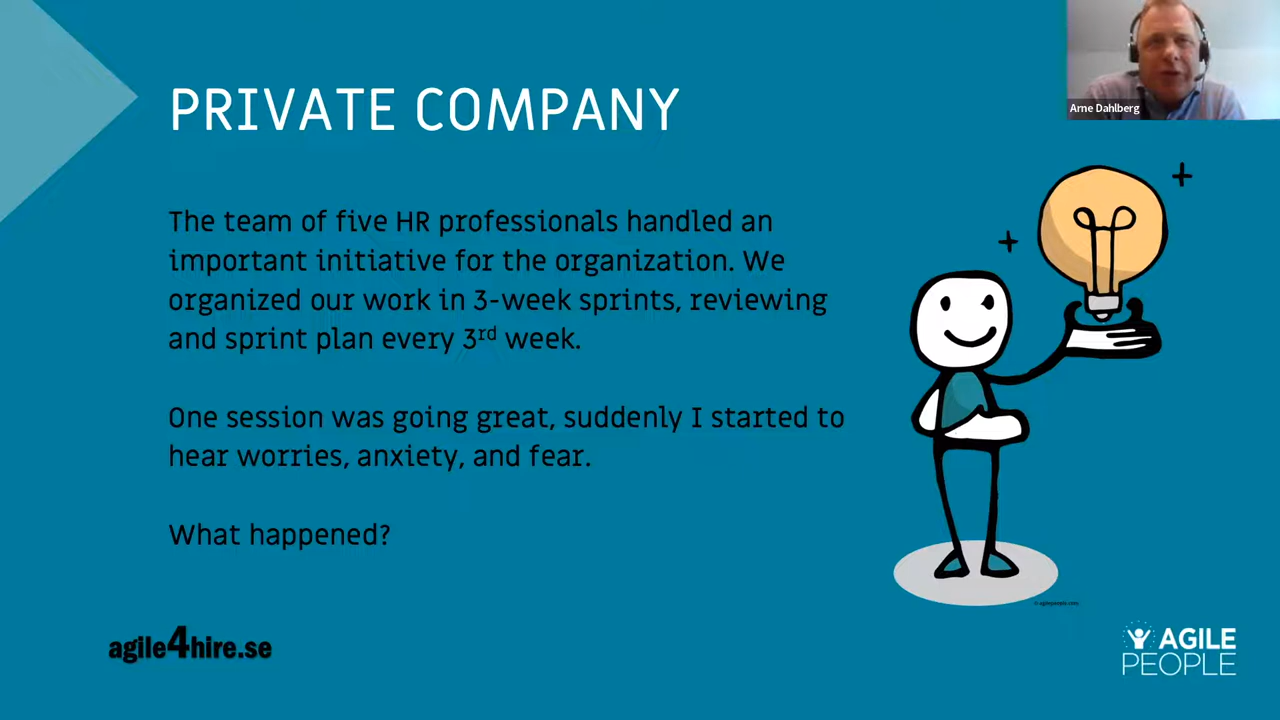 Arne Dahlberg
PRIVATE COMPANY
The team of five HR professionals handled an
important initiative for the organization. We
organized our work in 3-week sprints, reviewing
and sprint plan every 3rd week.
One session was going great, suddenly I started to
hear worries, anxiety, and fear.
What happened?
© agilepeople.com
agile4hire.se
AGILE
PEOPLE